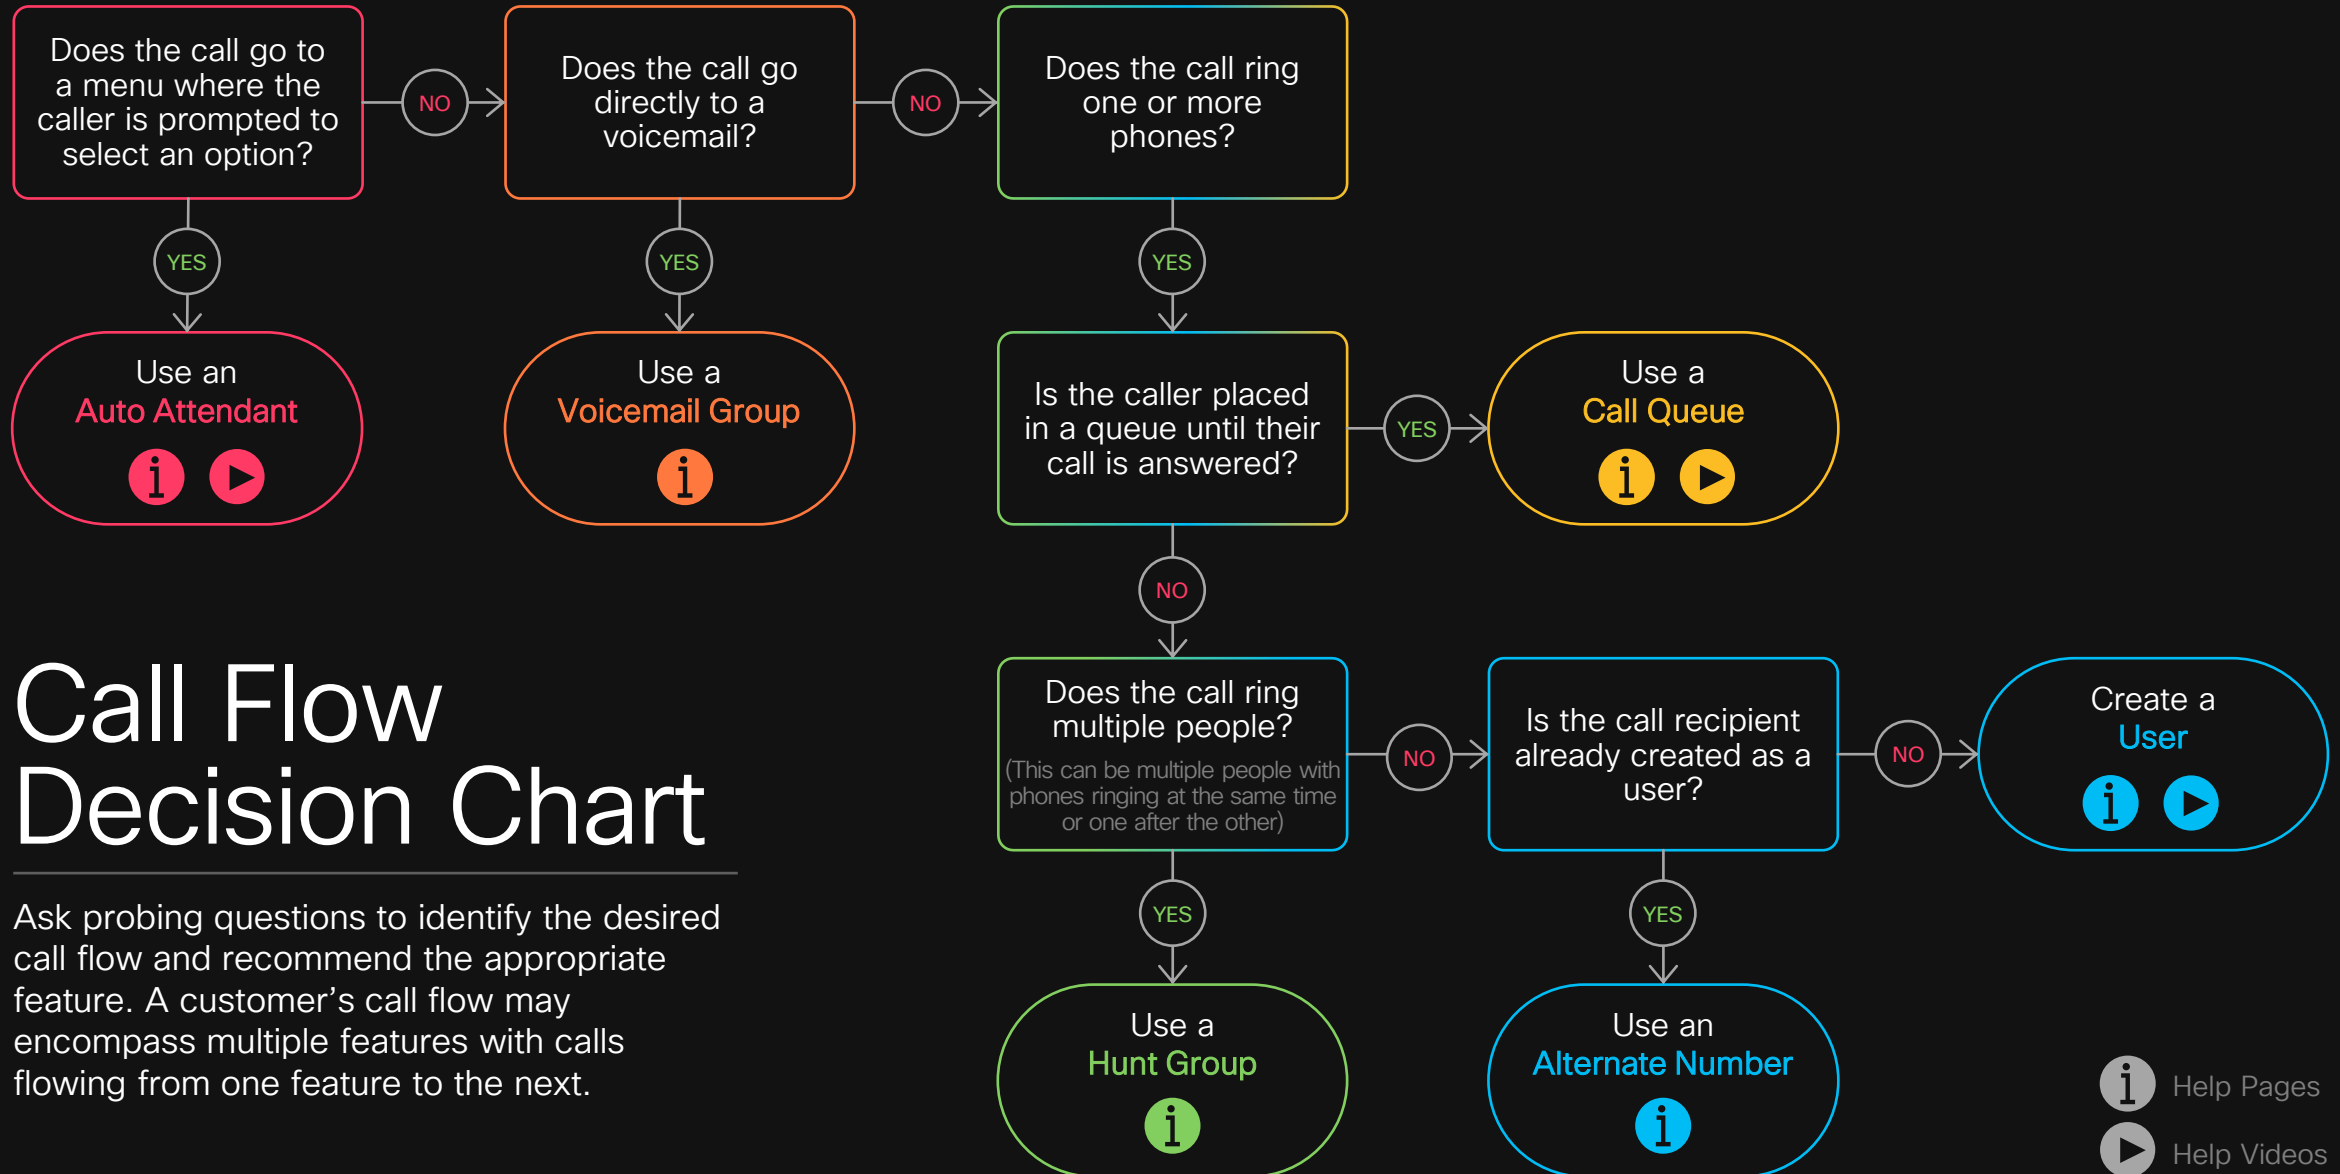 Does the call go to
a menu where the
caller is prompted to
select an option?
NO
Does the call go
directly to a
voicemail?
NO
Does the call ring
one or more
phones?
YES
YES
YES
Use an
Auto Attendant
Use a
Voicemail Group
Is the caller placed
in a queue until their
call is answered?
YES
Use a
Call Queue
NO
Call Flow
Decision Chart
Ask probing questions to identify the desired
call flow and recommend the appropriate
feature. A customer’s call flow may
encompass multiple features with calls
flowing from one feature to the next.
Does the call ring
multiple people?
(This can be multiple people with
phones ringing at the same time
or one after the other)
NO
Is the call recipient
already created as a
user?
NO
Create a
User
YES
YES
Use a
Hunt Group
Use an
Alternate Number
Help Pages
Help Videos